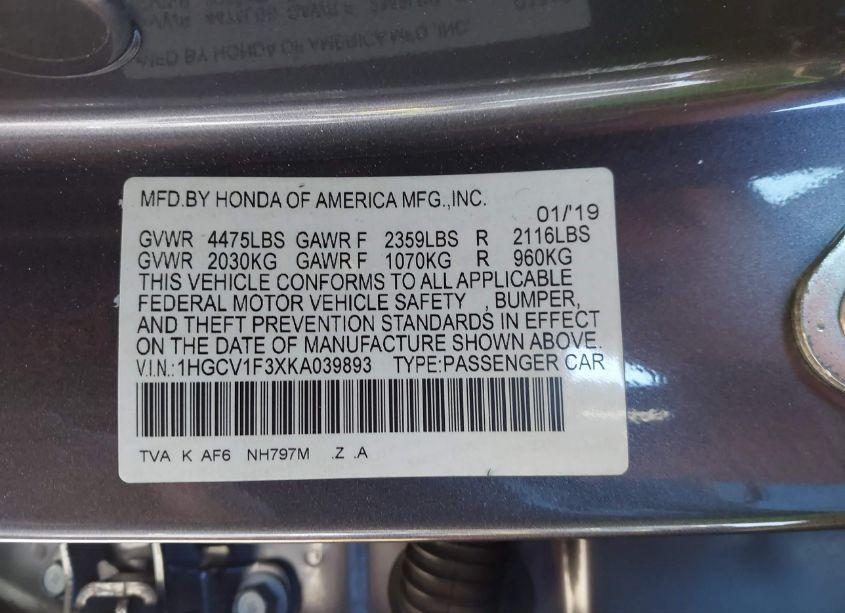 MFD.BY HONDA OF AMERICA MFG.,INC.
01/'19
GVWR 4475LBS GAWR F 2359LBS R 2116LBS
GVWR 2030KG GAWR F 1070KG R 960KG
THIS VEHICLE CONFORMS TO ALL APPLICABLE
FEDERAL MOTOR VEHICLE SAFETY , BUMPER,
AND THEFT PREVENTION STANDARDS IN EFFECT
ON THE DATE OF MANUFACTURE SHOWN ABOVE.
V.I.N.:1HGCV1F3XKA039893 TYPE:PASSENGER CAR
TVA K AF6 NH797M .Z .A